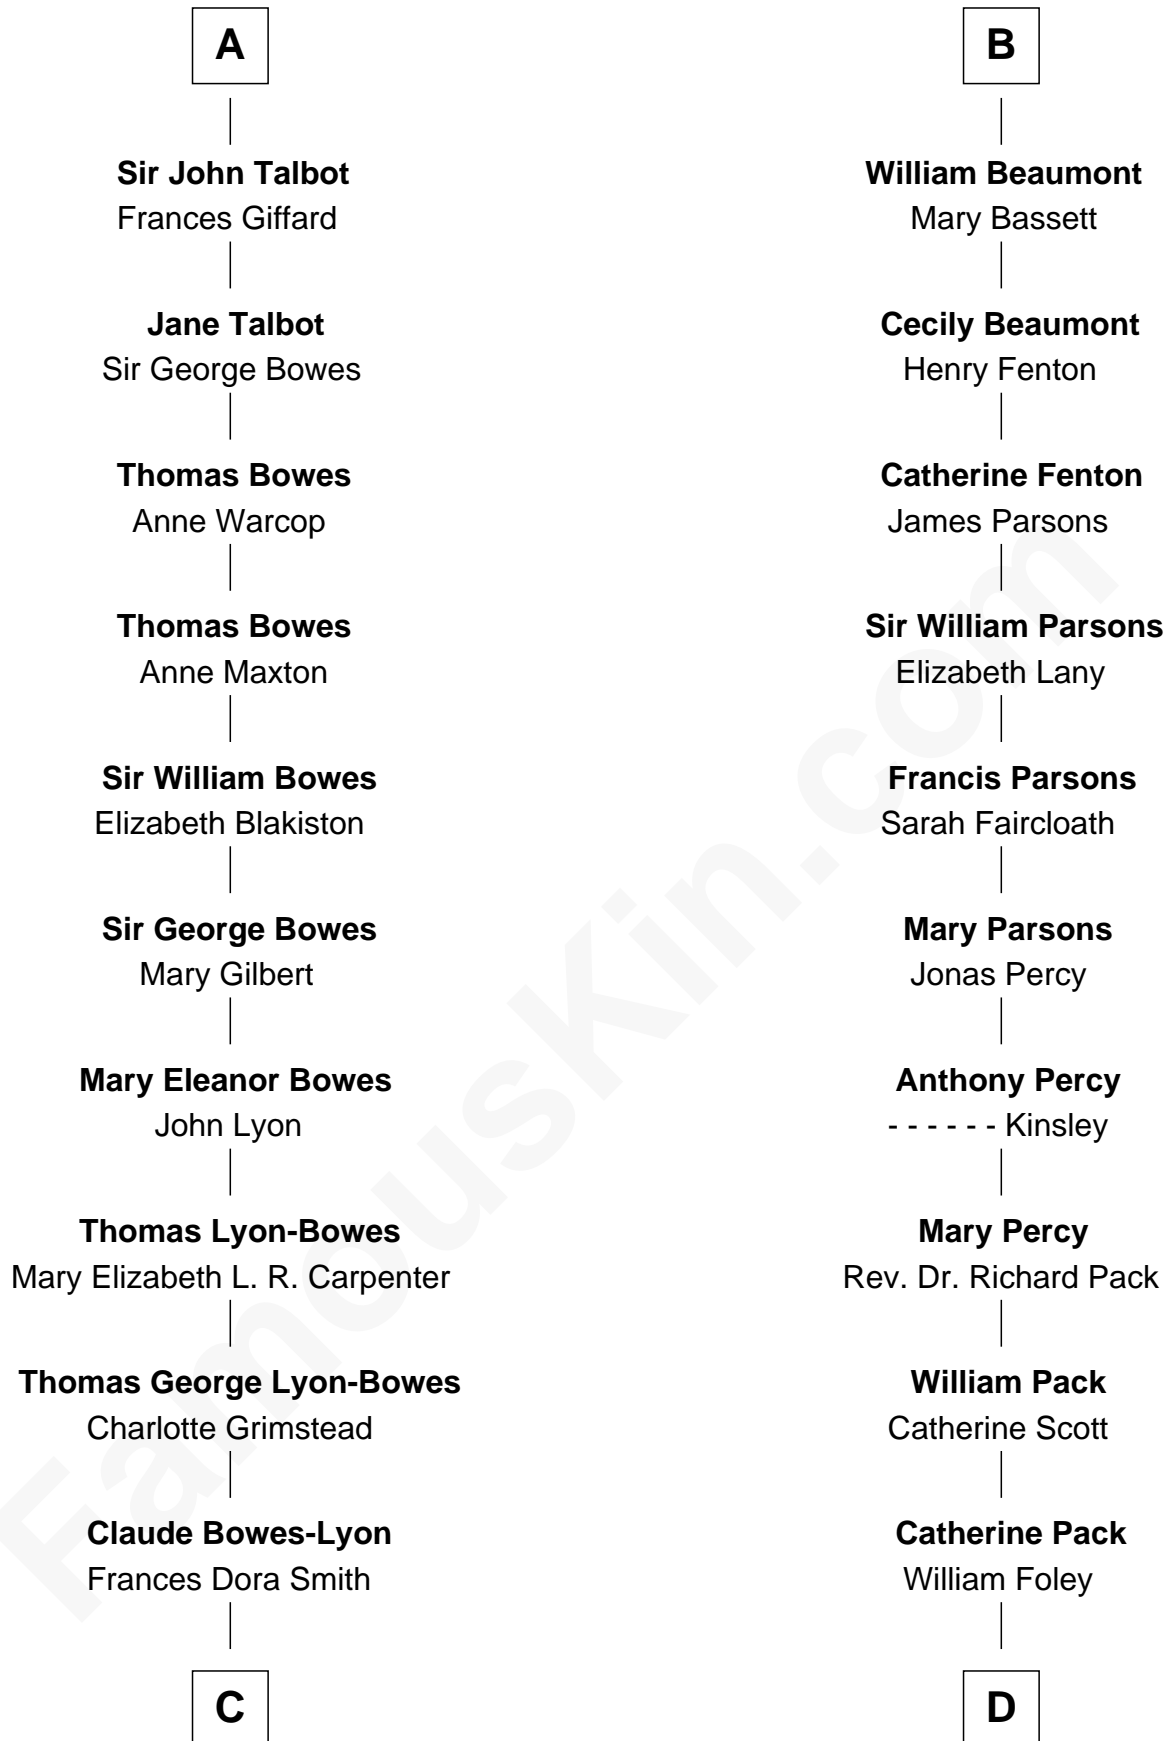 A
Sir John Talbot
Frances Giffard
Jane Talbot
Sir George Bowes
Thomas Bowes
Anne Warcop
Thomas Bowes
Anne Maxton
Sir William Bowes
Elizabeth Blakiston
Sir George Bowes
Mary Gilbert
Mary Eleanor Bowes
John Lyon
Thomas Lyon-Bowes
Mary Elizabeth L. R. Carpenter
Thomas George Lyon-Bowes
Charlotte Grimstead
Claude Bowes-Lyon
Frances Dora Smith
C
B
William Beaumont
Mary Bassett
Cecily Beaumont
Henry Fenton
Catherine Fenton
James Parsons
Sir William Parsons
Elizabeth Lany
Francis Parsons
Sarah Faircloath
Mary Parsons
Jonas Percy
Anthony Percy
- - - - - - Kinsley
Mary Percy
Rev. Dr. Richard Pack
William Pack
Catherine Scott
Catherine Pack
William Foley
D
FamousKin.com